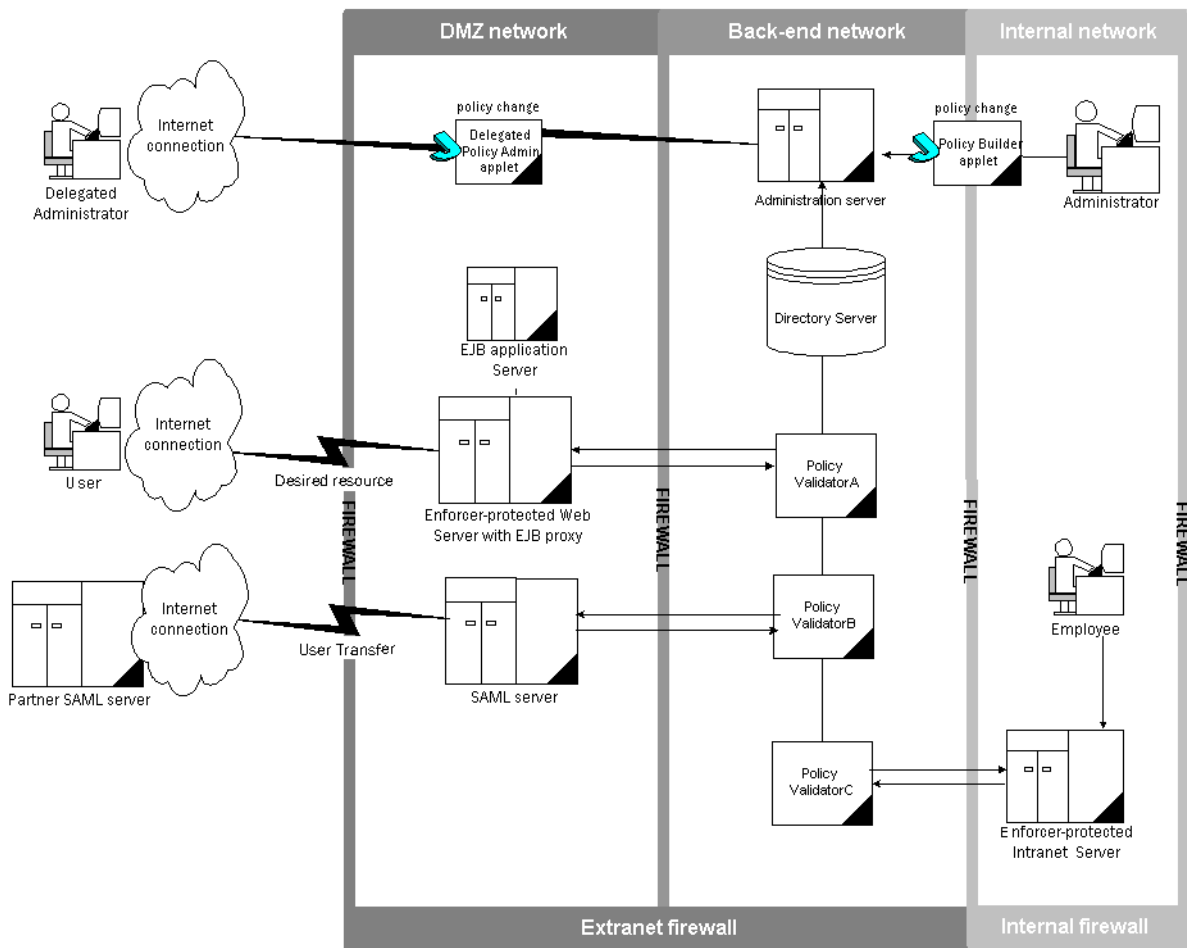 DMZ network
Back-end network
Internal network
Internet
connection
Delegated
Administrator
policy change
Delegated
Policy Admin
applet
Administration server
policy change
Policy Builder
applet
Administrator
Directory Server
EJB application
Server
User
Internet
connection
Desired resource
Enforcer-protected Web
Server with EJB proxy
Policy
ValidatorA
FIREWALL
FIREWALL
FIREWALL
FIREWALL
Partner SAML server
Internet
connection
User Transfer
SAML server
Policy
ValidatorB
Employee
Policy
ValidatorC
Enforcer-protected
Intranet Server
Extranet firewall
Internal firewall